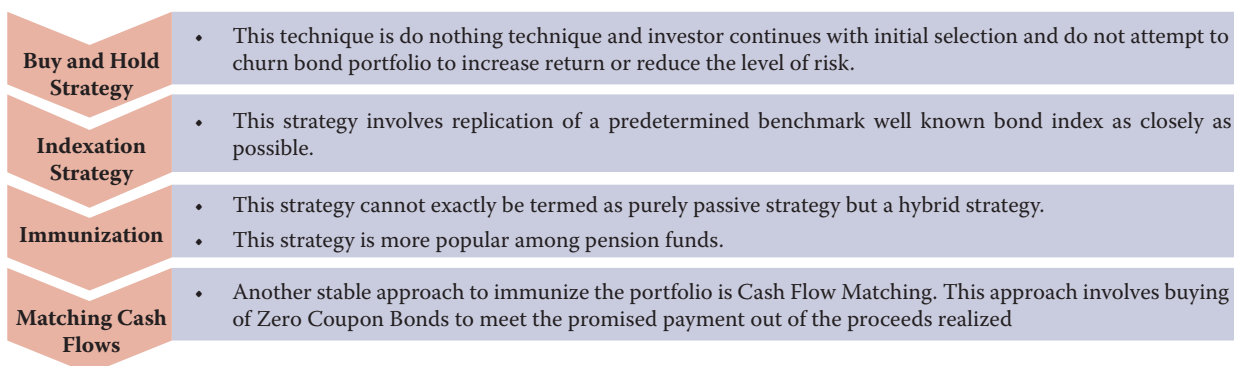 Buy and Hold
Strategy
• This technique is do nothing technique and investor continues with initial selection and do not attempt to
churn bond portfolio to increase return or reduce the level of risk.
Indexation
Strategy
• This strategy involves replication of a predetermined benchmark well known bond index as closely as
possible.
Immunization
• This strategy cannot exactly be termed as purely passive strategy but a hybrid strategy.
• This strategy is more popular among pension funds.
Matching Cash
Flows
• Another stable approach to immunize the portfolio is Cash Flow Matching. This approach involves buying
of Zero Coupon Bonds to meet the promised payment out of the proceeds realized